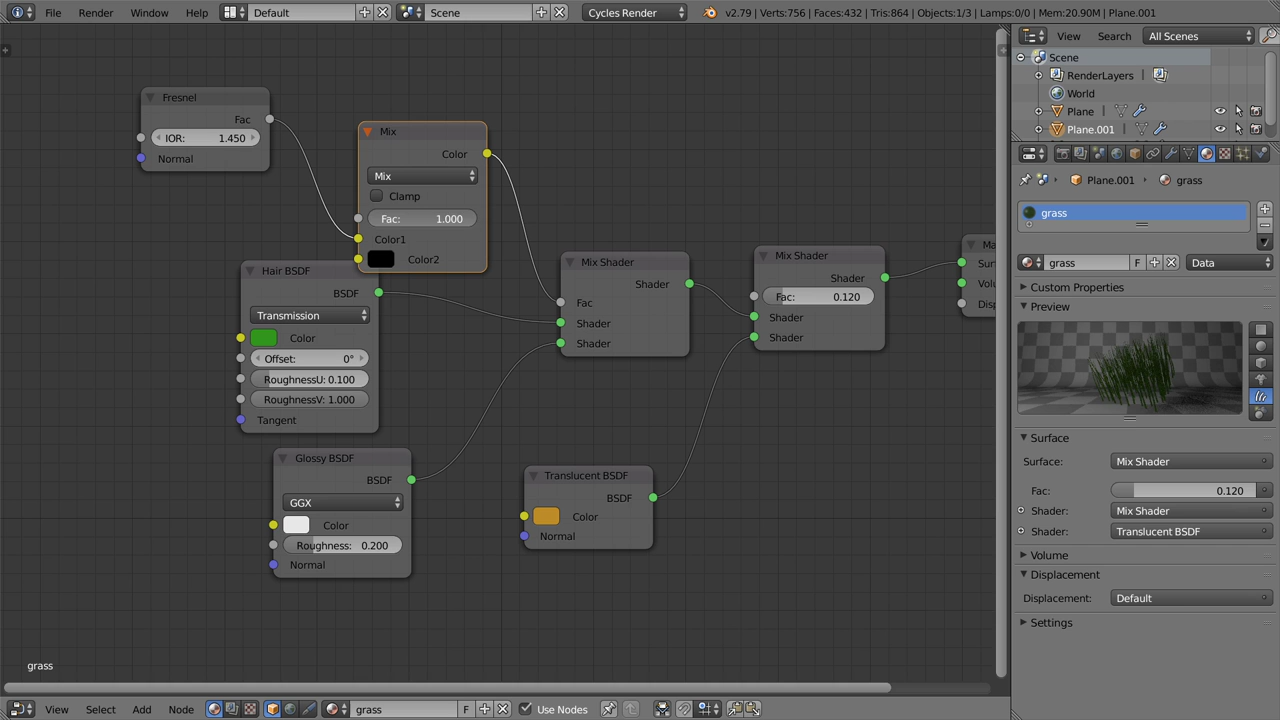 File Render Window Help Default Scene Cycles Render v2.79 | Verts:756 | Faces:432 | Tris:864 | Objects:1/3 | Lamps:0/0 | Mem:20.90M | Plane.001
View Search All Scenes
Scene
RenderLayers
World
Plane
Plane.001
Fresnel
Fac
IOR: 1.450
Normal
Mix
Color
Mix
Clamp
Fac: 1.000
Color1
Color2
Hair BSDF
BSDF
Transmission
Color
Offset: 0°
RoughnessU: 0.100
RoughnessV: 1.000
Tangent
Glossy BSDF
BSDF
GGX
Color
Roughness: 0.200
Normal
Mix Shader
Shader
Fac
Shader
Shader
Translucent BSDF
BSDF
Color
Normal
Mix Shader
Shader
Fac: 0.120
Shader
Shader
Ma
Sur
Volu
Disp
grass
Plane.001 grass
grass
grass F Data
Custom Properties
Preview
Surface
Surface: Mix Shader
Fac: 0.120
Shader: Mix Shader
Shader: Translucent BSDF
Volume
Displacement
Displacement: Default
Settings
View Select Add Node grass F Use Nodes